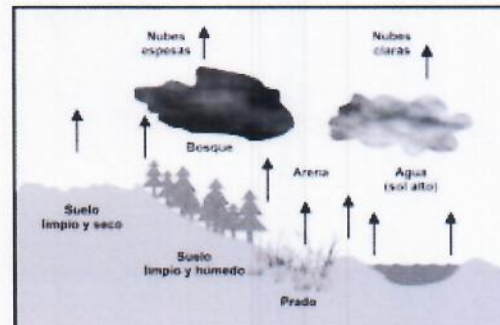 Nubes
espesas
Nubes
claras
Bosque
Arena
Agua
(sol alto)
Suelo
limpio y seco
Suelo
limpio y húmedo
Prado